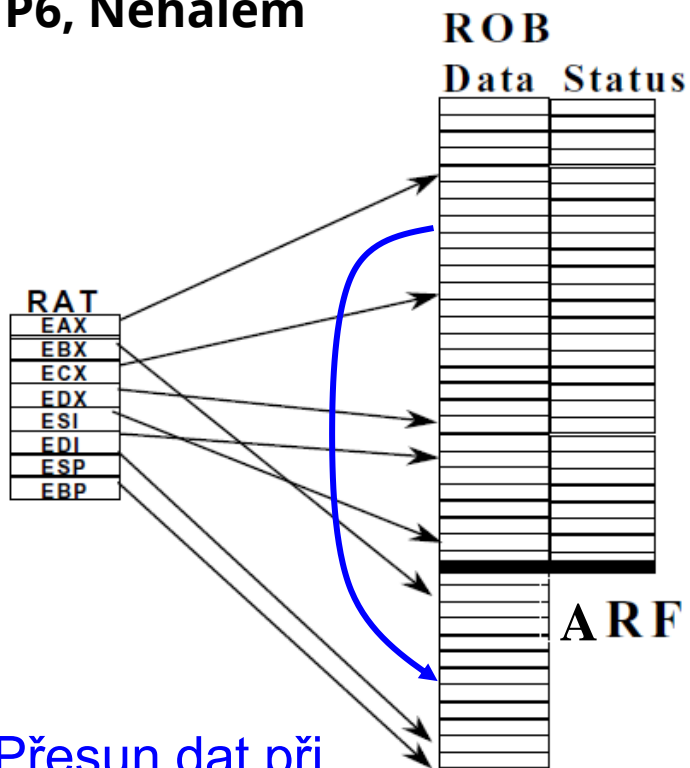 P6, Nehalem
ROB
Data Status
RAT
EAX
EBX
ECX
EDX
ESI
EDI
ESP
EBP
ARF
Přesun dat při